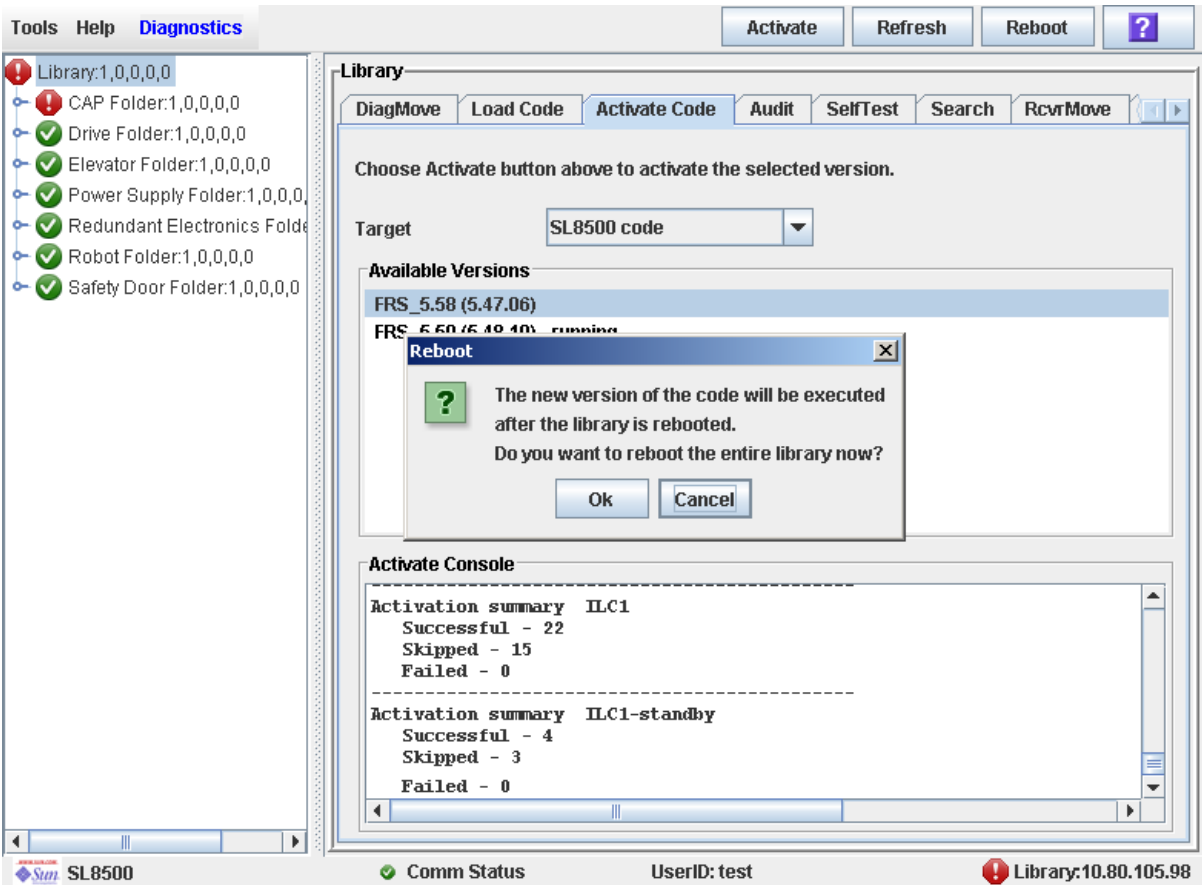 Tools Help Diagnostics
Activate Refresh Reboot ?
Library:1,0,0,0,0
CAP Folder:1,0,0,0,0
Drive Folder:1,0,0,0,0
Elevator Folder:1,0,0,0,0
Power Supply Folder:1,0,0,0,
Redundant Electronics Folde
Robot Folder:1,0,0,0,0
Safety Door Folder:1,0,0,0,0
Library
DiagMove Load Code Activate Code Audit SelfTest Search RcvrMove
Choose Activate button above to activate the selected version.
Target SL8500 code
Available Versions
FRS_5.58 (5.47.06)
running
Reboot
? The new version of the code will be executed
after the library is rebooted.
Do you want to reboot the entire library now?
Ok Cancel
Activate Console
Activation summary ILC1
Successful - 22
Skipped - 15
Failed - 0
------------------------------------------------
Activation summary ILC1-standby
Successful - 4
Skipped - 3
Failed - 0
Sun SL8500 Comm Status UserID: test Library:10.80.105.98